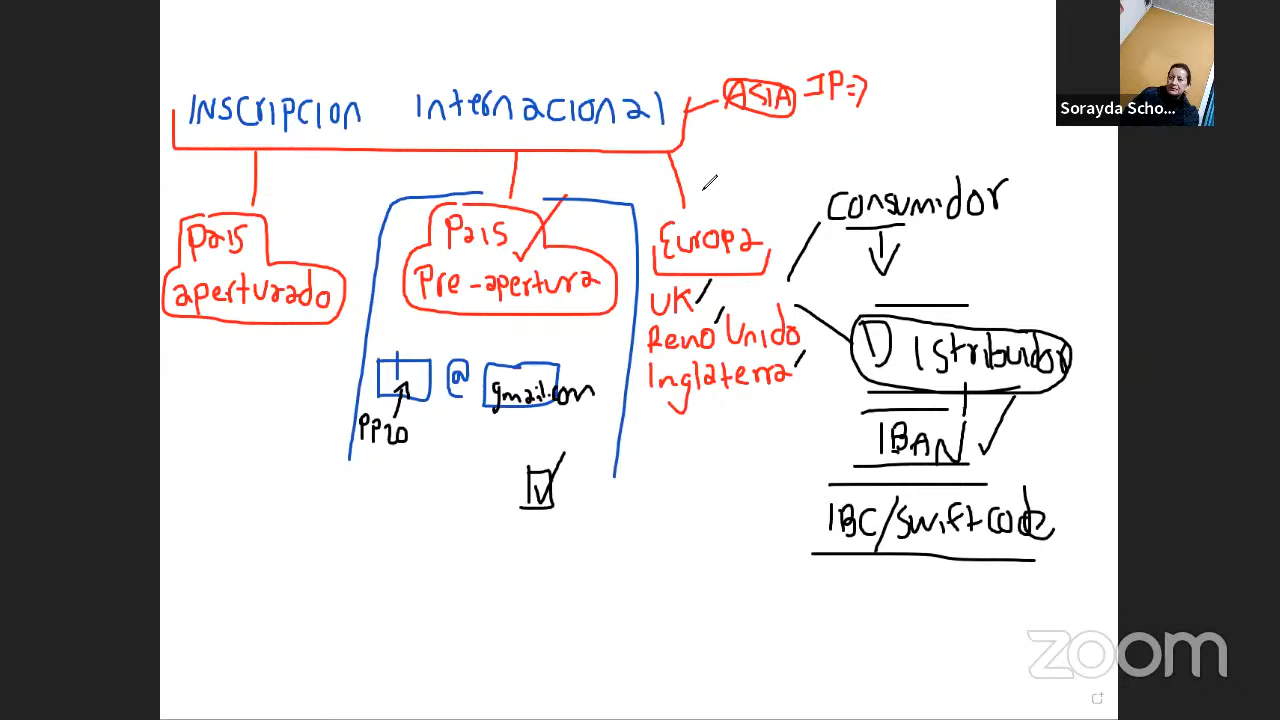 INSCRIPCION INternacional
ASIA IP=>
Sorayda Scho...
Pais
aperturado
Pais
Pre-apertura
Europa
UK
Reno Unido
Inglaterra
@ gmail.com
PP20
consumidor
Distribuidor
IBAN
IBC/swiftcode
zoom